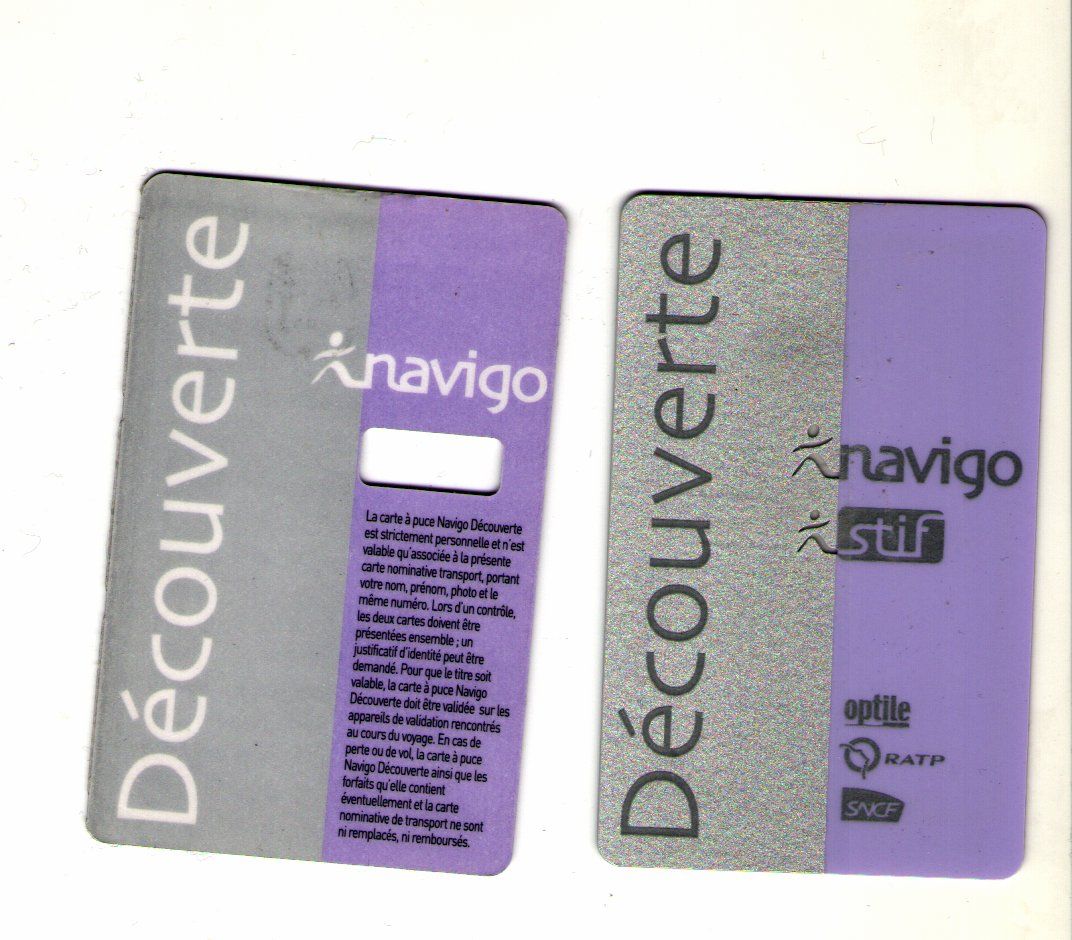 Découverte
navigo
La carte à puce Navigo Découverte
est strictement personnelle et n'est
valable qu'associée à la présente
carte nominative transport, portant
votre nom, prénom, photo et le
même numéro. Lors d'un contrôle,
les deux cartes doivent être
présentées ensemble ; un
justificatif d'identité peut être
demandé. Pour que le titre soit
valable, la carte à puce Navigo
Découverte doit être validée sur les
appareils de validation rencontrés
au cours du voyage. En cas de
perte ou de vol, la carte à puce
Navigo Découverte ainsi que les
forfaits qu'elle contient
éventuellement et la carte
nominative de transport ne sont
ni remplacés, ni remboursés.
Découverte
navigo
stif
optile
RATP
SNCF